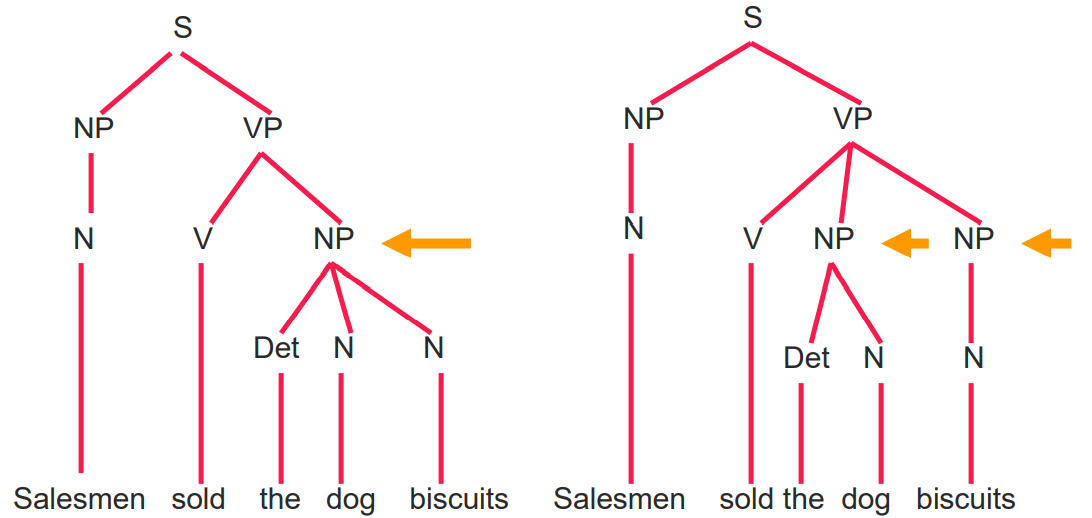 S
NP VP
N V NP
Det N N
Salesmen sold the dog biscuits
S
NP VP
N V NP NP
Det N N
Salesmen sold the dog biscuits